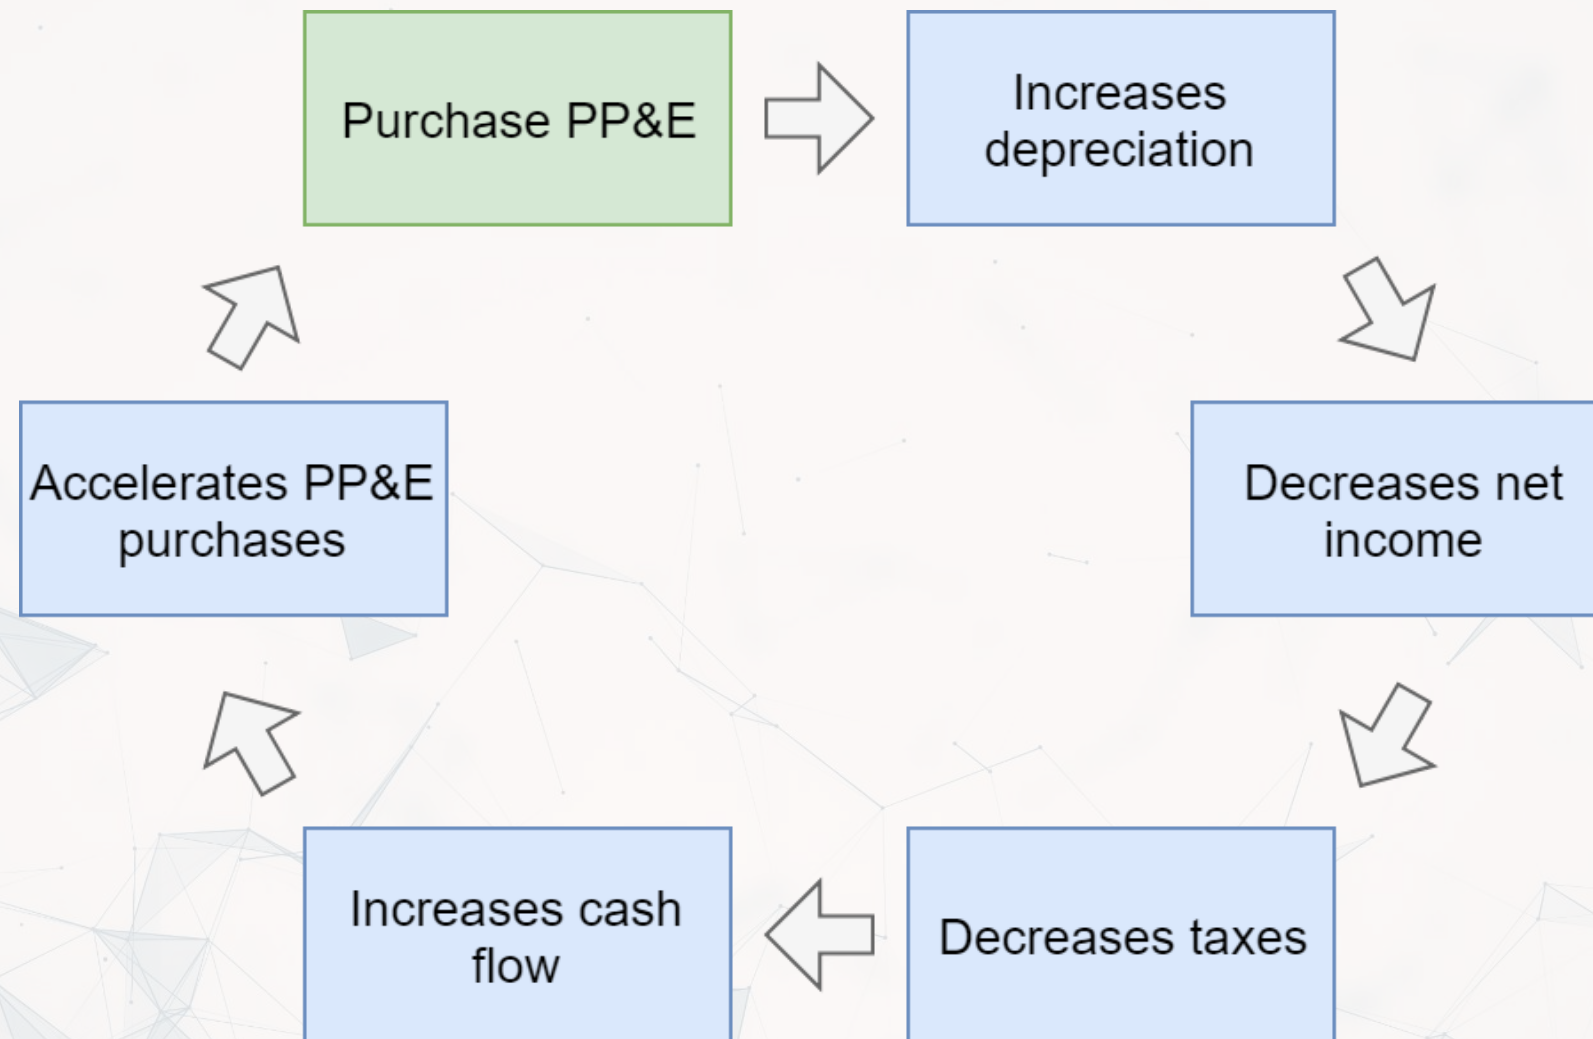 Purchase PP&E
Increases
depreciation
Decreases net
income
Decreases taxes
Increases cash
flow
Accelerates PP&E
purchases